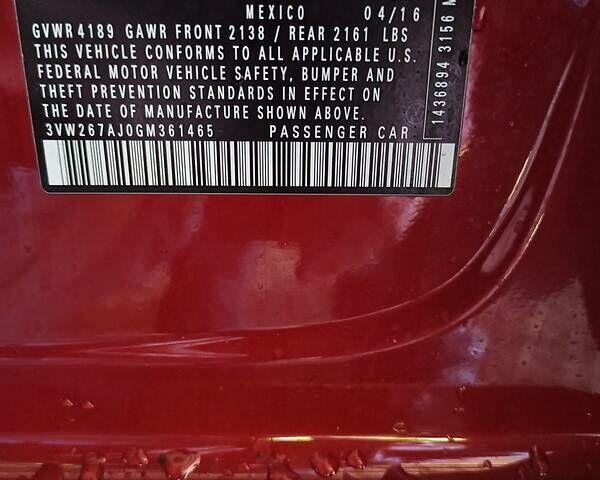 MEXICO 04/16
GVWR 4189 GAWR FRONT 2138 / REAR 2161 LBS
THIS VEHICLE CONFORMS TO ALL APPLICABLE U.S.
FEDERAL MOTOR VEHICLE SAFETY, BUMPER AND
THEFT PREVENTION STANDARDS IN EFFECT ON
THE DATE OF MANUFACTURE SHOWN ABOVE.
3VW267AJ0GM361465 PASSENGER CAR
1436894 3156